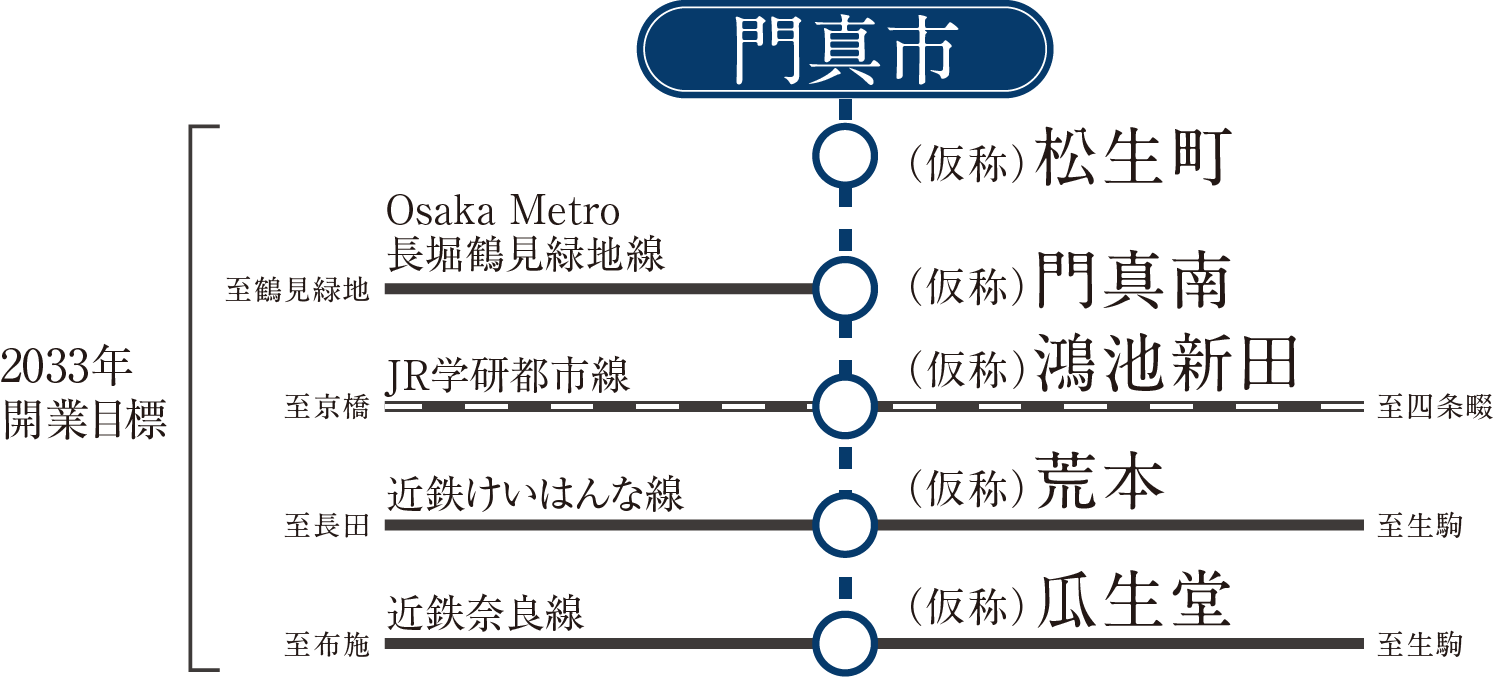 門真市
(仮称)松生町
Osaka Metro
長堀鶴見緑地線
至鶴見緑地
(仮称)門真南
2033年
開業目標
JR学研都市線
至京橋
(仮称)鴻池新田
至四条畷
近鉄けいはんな線
至長田
(仮称)荒本
至生駒
近鉄奈良線
至布施
(仮称)瓜生堂
至生駒